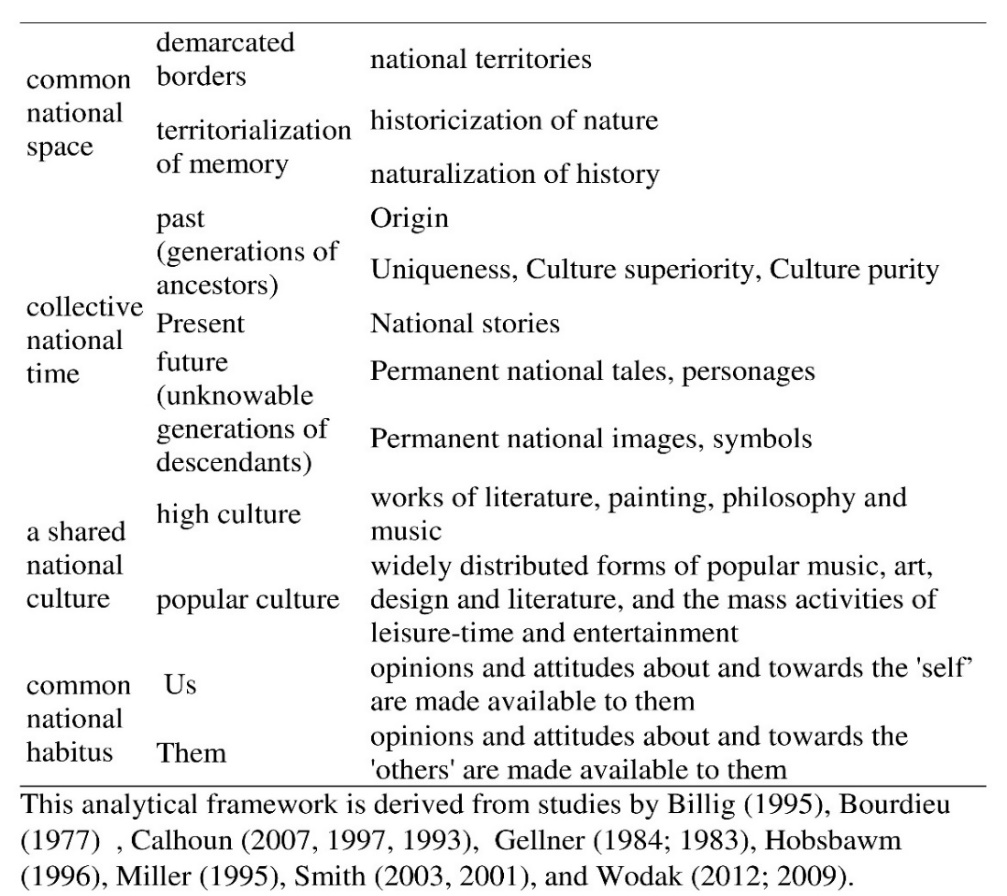 common
national
space
demarcated
borders
national territories
territorialization
of memory
historicization of nature
naturalization of history
collective
national
time
past
(generations of
ancestors)
Origin
Uniqueness, Culture superiority, Culture purity
Present
National stories
future
(unknowable
generations of
descendants)
Permanent national tales, personages
Permanent national images, symbols
a shared
national
culture
high culture
works of literature, painting, philosophy and
music
popular culture
widely distributed forms of popular music, art,
design and literature, and the mass activities of
leisure-time and entertainment
common
national
habitus
Us
opinions and attitudes about and towards the 'self’
are made available to them
Them
opinions and attitudes about and towards the
'others' are made available to them
This analytical framework is derived from studies by Billig (1995), Bourdieu
(1977) , Calhoun (2007, 1997, 1993), Gellner (1984; 1983), Hobsbawm
(1996), Miller (1995), Smith (2003, 2001), and Wodak (2012; 2009).